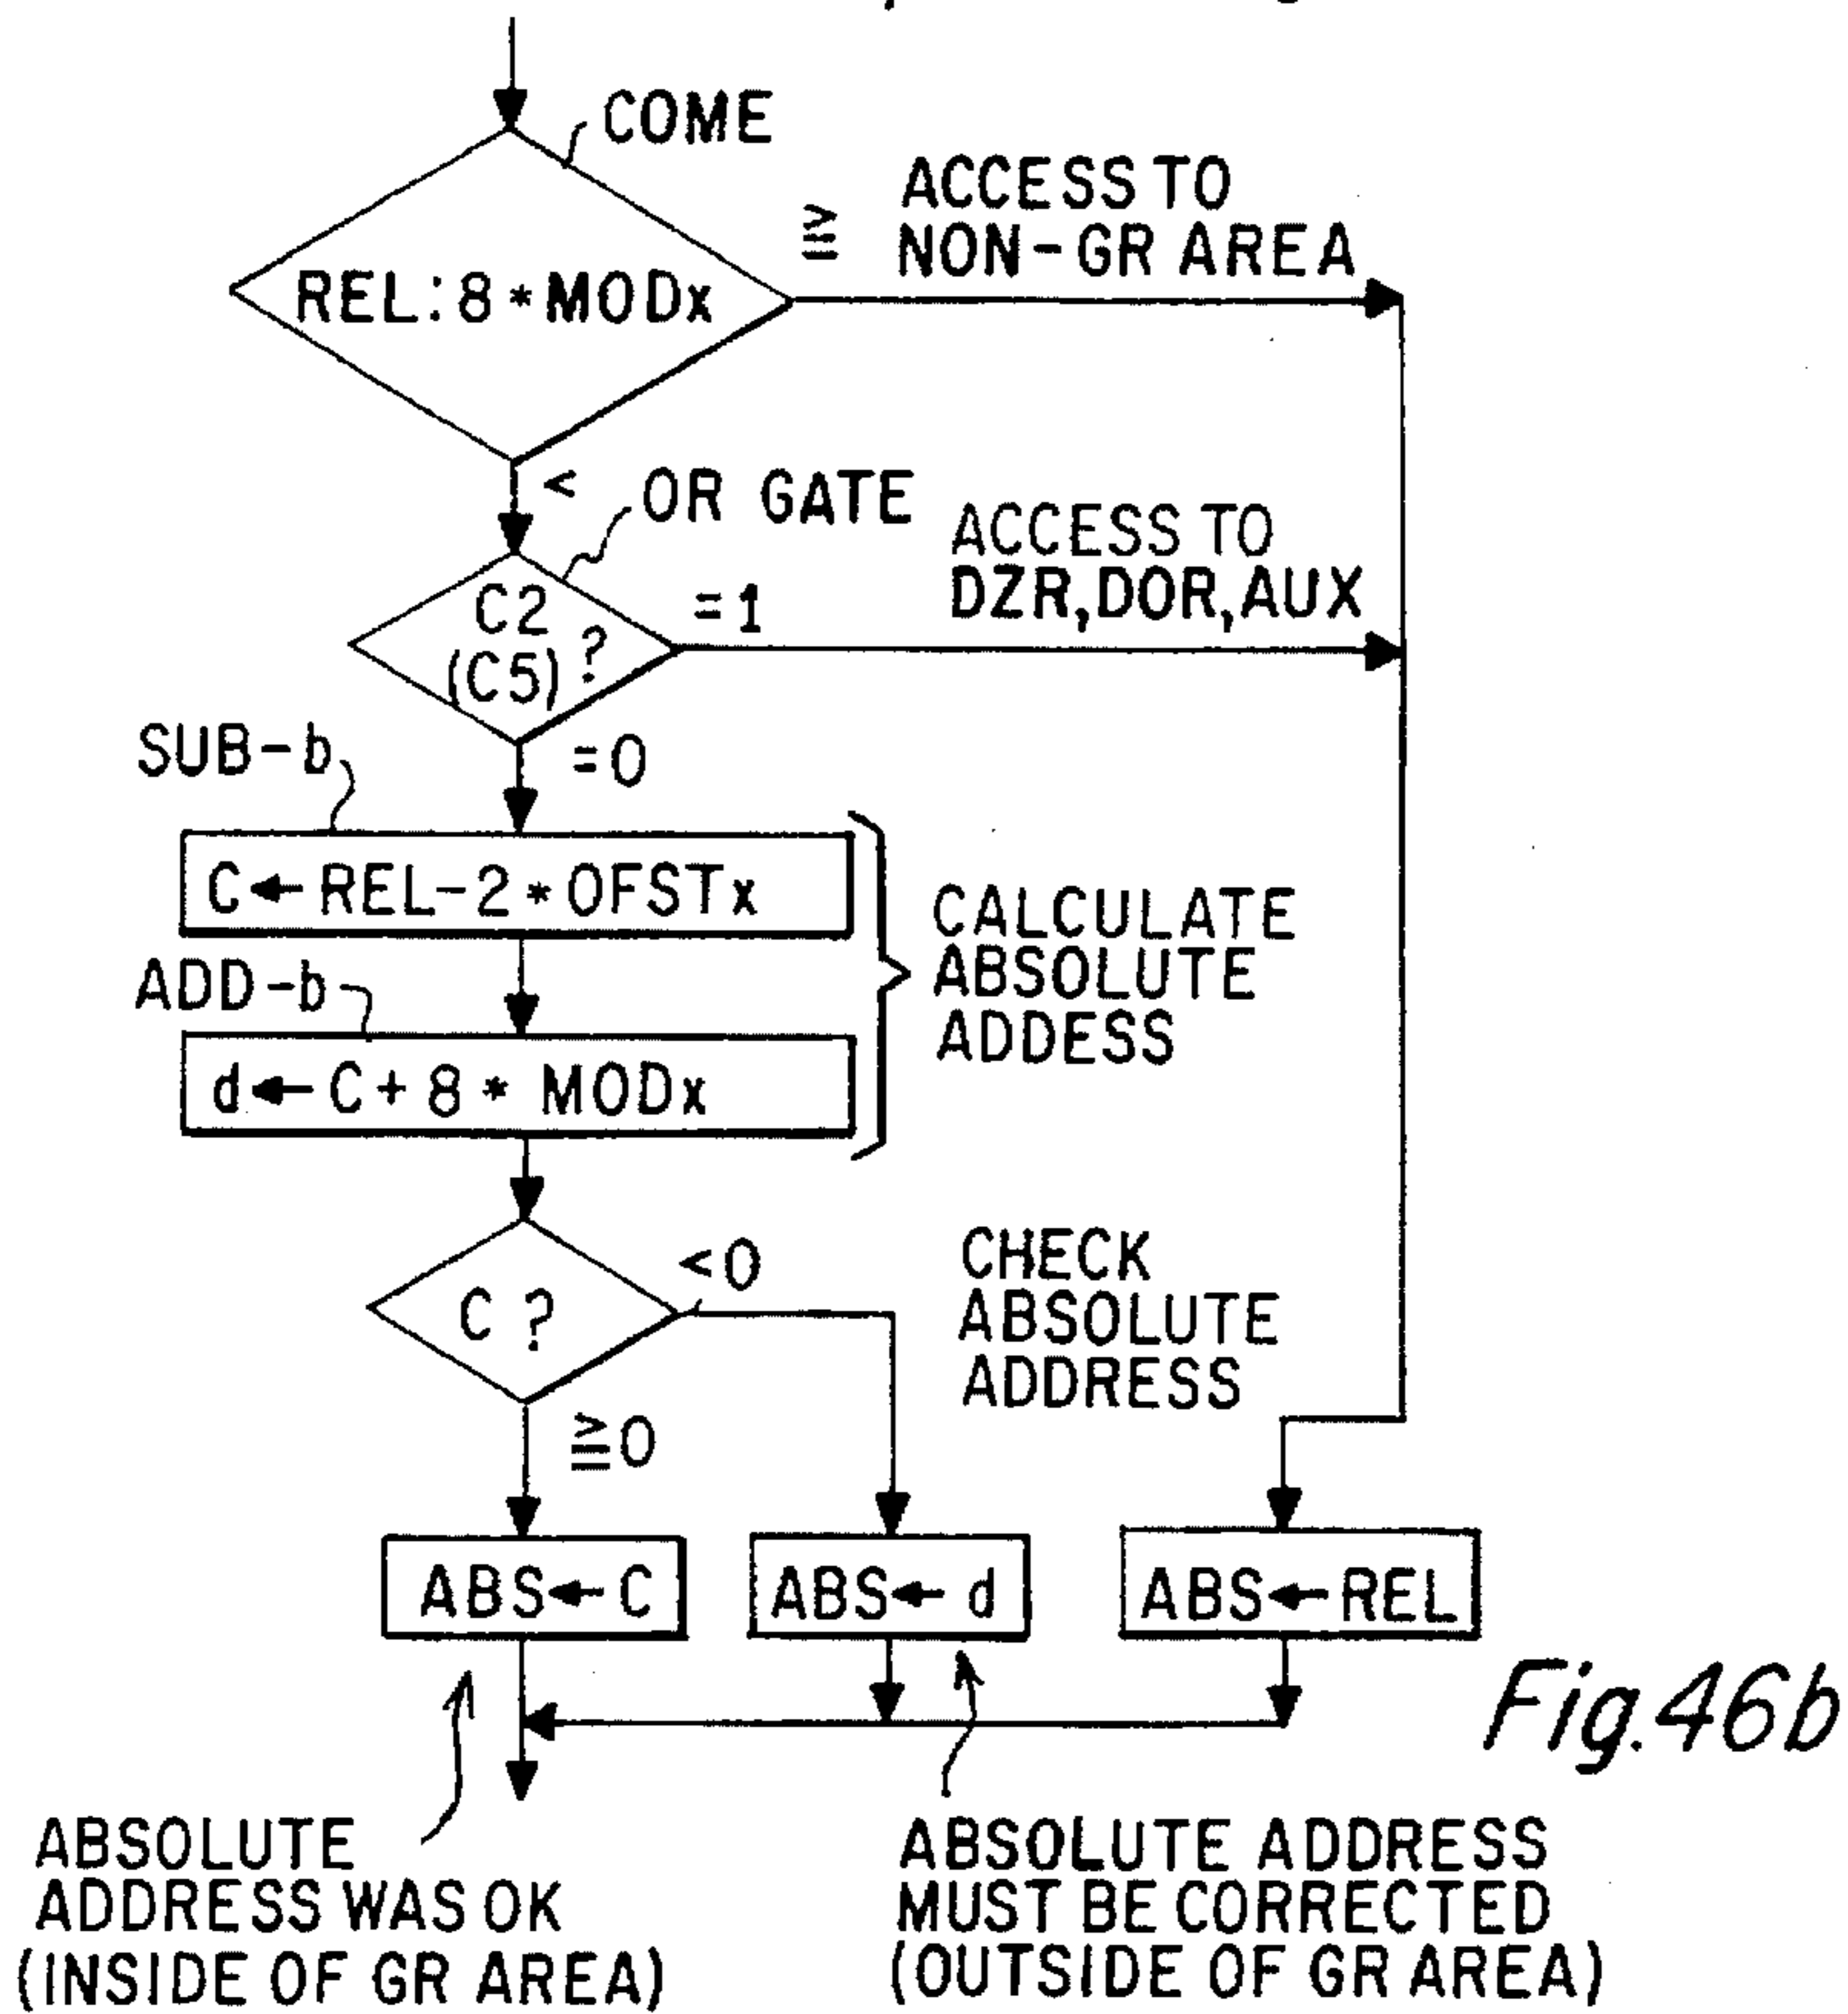 COME
REL:8*MODx
≧
ACCESS TO
NON-GR AREA
<
OR GATE
C2
(C5)?
=1
ACCESS TO
DZR,DOR,AUX
=0
SUB-b
C←REL-2*OFSTx
ADD-b
d←C+8*MODx
CALCULATE
ABSOLUTE
ADDESS
C?
<0
CHECK
ABSOLUTE
ADDRESS
≧0
ABS←C
ABS←d
ABS←REL
Fig.46b
ABSOLUTE
ADDRESS WAS OK
(INSIDE OF GR AREA)
ABSOLUTE ADDRESS
MUST BE CORRECTED
(OUTSIDE OF GR AREA)